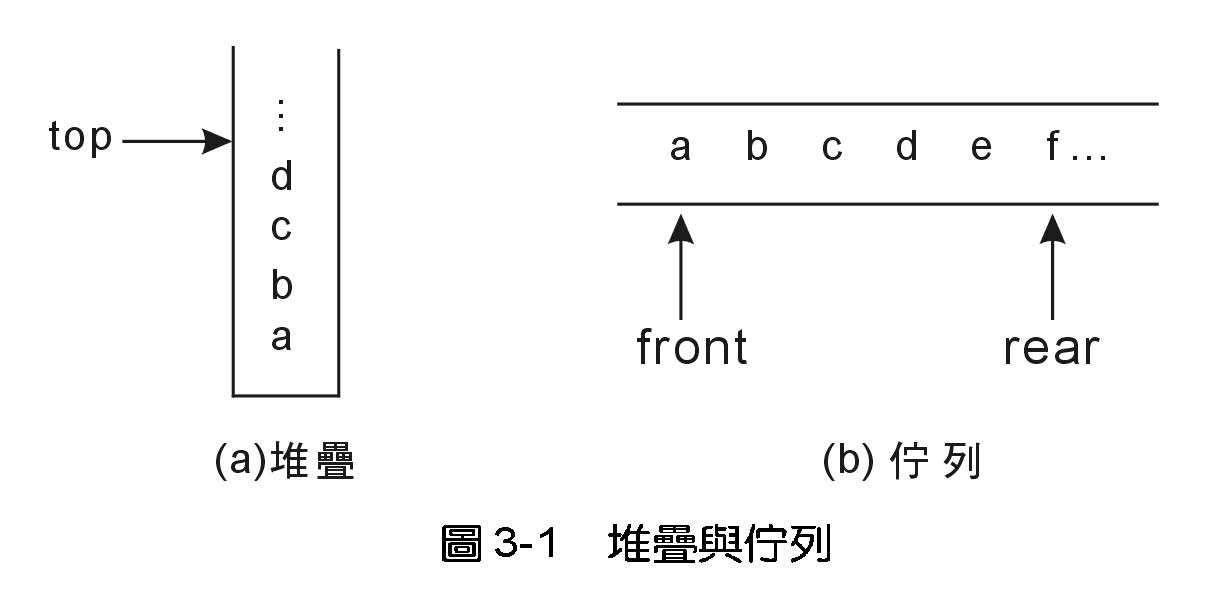 top
⋮
d
c
b
a
(a)堆疊
a b c d e f...
front rear
(b) 佇列
圖 3-1 堆疊與佇列